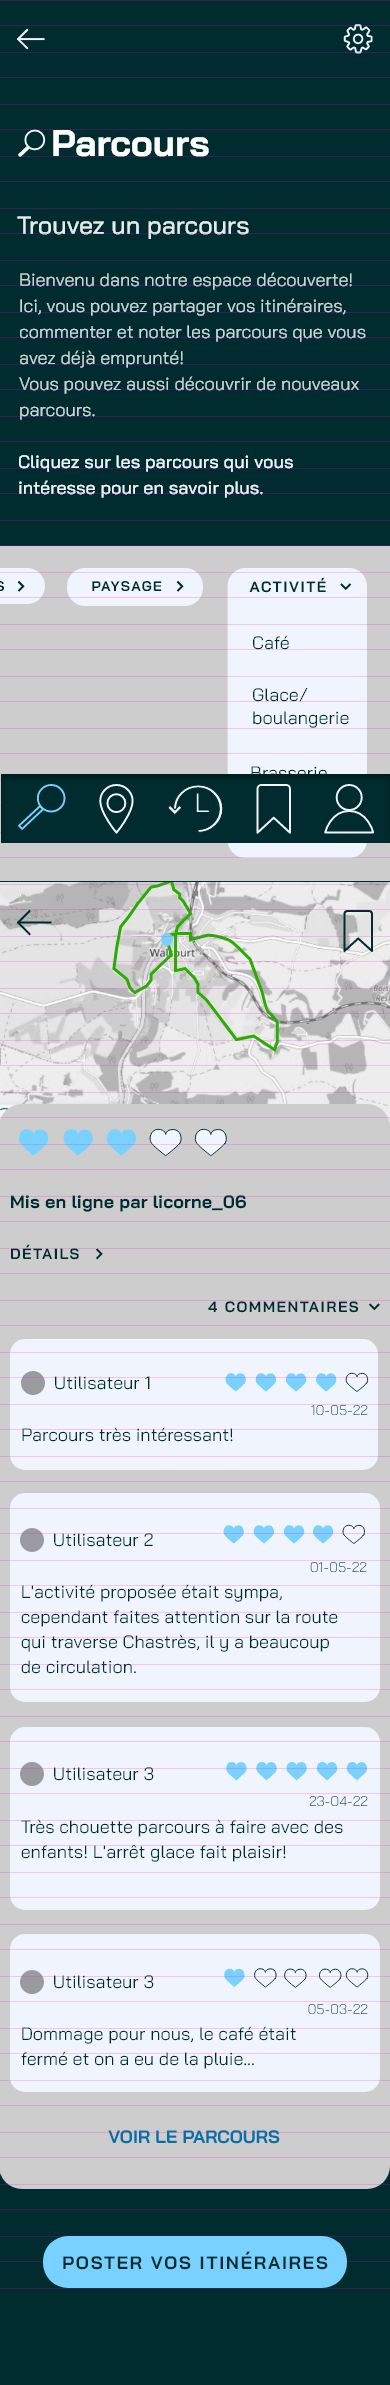 Parcours
Trouvez un parcours
Bienvenu dans notre espace découverte!
Ici, vous pouvez partager vos itinéraires,
commenter et noter les parcours que vous
avez déjà emprunté!
Vous pouvez aussi découvrir de nouveaux
parcours.
Cliquez sur les parcours qui vous
intéresse pour en savoir plus.
S
PAYSAGE
ACTIVITÉ
Café
Glace/
boulangerie
Brasserie
Mis en ligne par licorne_06
DÉTAILS
4 COMMENTAIRES
Utilisateur 1
10-05-22
Parcours très intéressant!
Utilisateur 2
01-05-22
L'activité proposée était sympa,
cependant faites attention sur la route
qui traverse Chastrès, il y a beaucoup
de circulation.
Utilisateur 3
23-04-22
Très chouette parcours à faire avec des
enfants! L'arrêt glace fait plaisir!
Utilisateur 3
05-03-22
Dommage pour nous, le café était
fermé et on a eu de la pluie...
VOIR LE PARCOURS
POSTER VOS ITINÉRAIRES